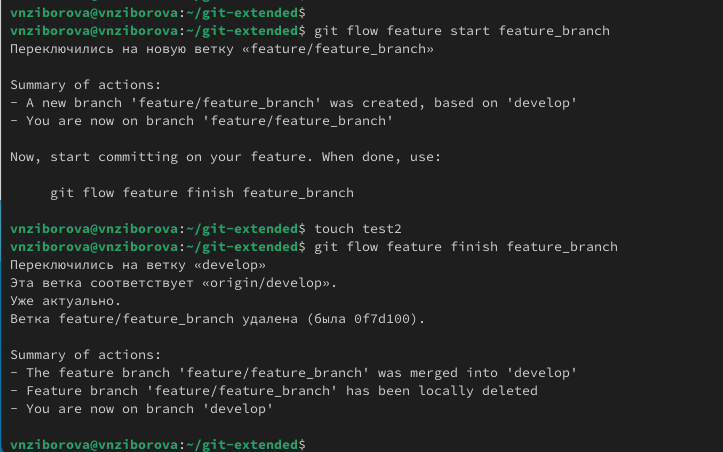 vnziborova@vnziborova:~/git-extended$
vnziborova@vnziborova:~/git-extended$ git flow feature start feature_branch
Переключились на новую ветку «feature/feature_branch»
Summary of actions:
- A new branch 'feature/feature_branch' was created, based on 'develop'
- You are now on branch 'feature/feature_branch'
Now, start committing on your feature. When done, use:
git flow feature finish feature_branch
vnziborova@vnziborova:~/git-extended$ touch test2
vnziborova@vnziborova:~/git-extended$ git flow feature finish feature_branch
Переключились на ветку «develop»
Эта ветка соответствует «origin/develop».
Уже актуально.
Ветка feature/feature_branch удалена (была 0f7d100).
Summary of actions:
- The feature branch 'feature/feature_branch' was merged into 'develop'
- Feature branch 'feature/feature_branch' has been locally deleted
- You are now on branch 'develop'
vnziborova@vnziborova:~/git-extended$